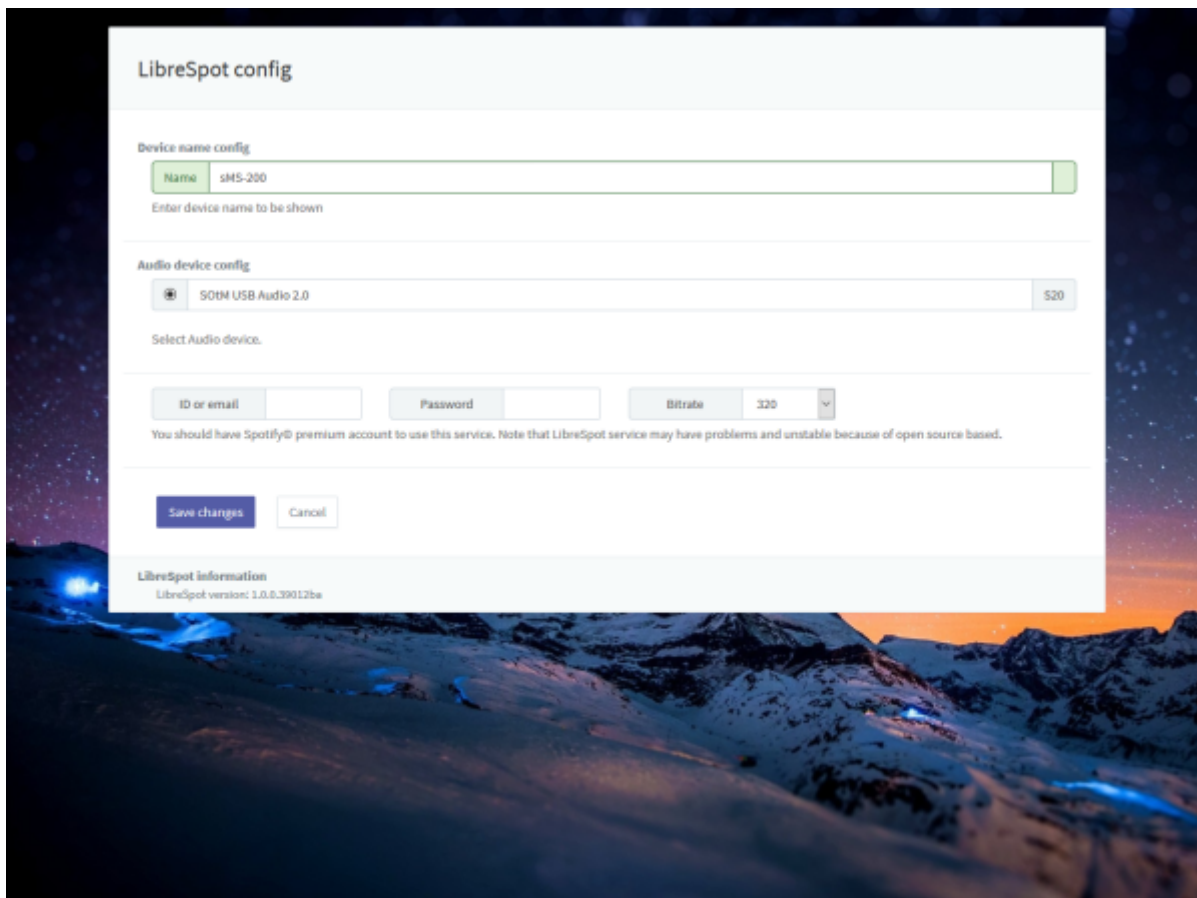 LibreSpot config
Device name config
Name sMS-200
Enter device name to be shown
Audio device config
SOtM USB Audio 2.0 S20
Select Audio device.
ID or email Password Bitrate 320
You should have Spotify® premium account to use this service. Note that LibreSpot service may have problems and unstable because of open source based.
Save changes Cancel
LibreSpot information
LibreSpot version: 1.0.0.39012ba